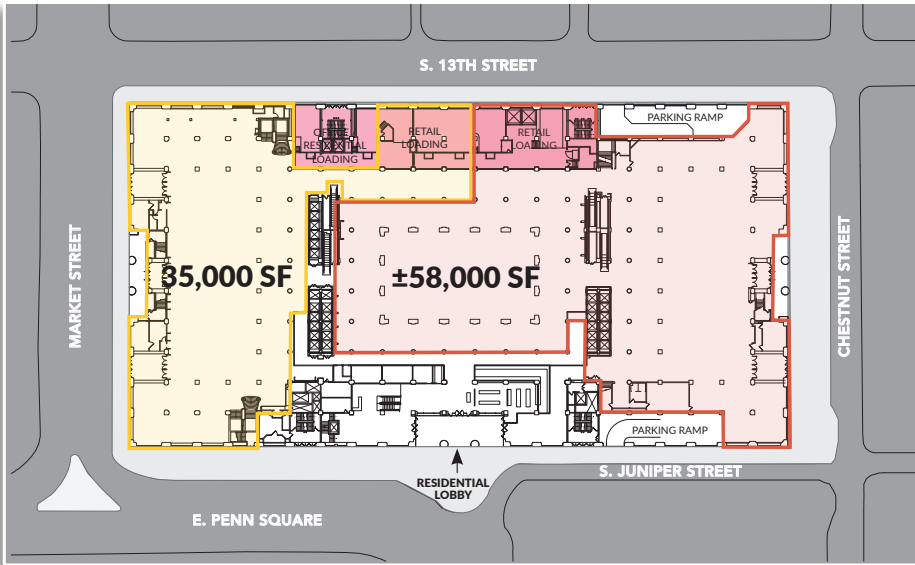 S. 13TH STREET
PARKING RAMP
OFFICE
RESIDENTIAL
LOADING
RETAIL
LOADING
RETAIL
LOADING
MARKET STREET
35,000 SF
±58,000 SF
CHESTNUT STREET
PARKING RAMP
S. JUNIPER STREET
RESIDENTIAL
LOBBY
E. PENN SQUARE